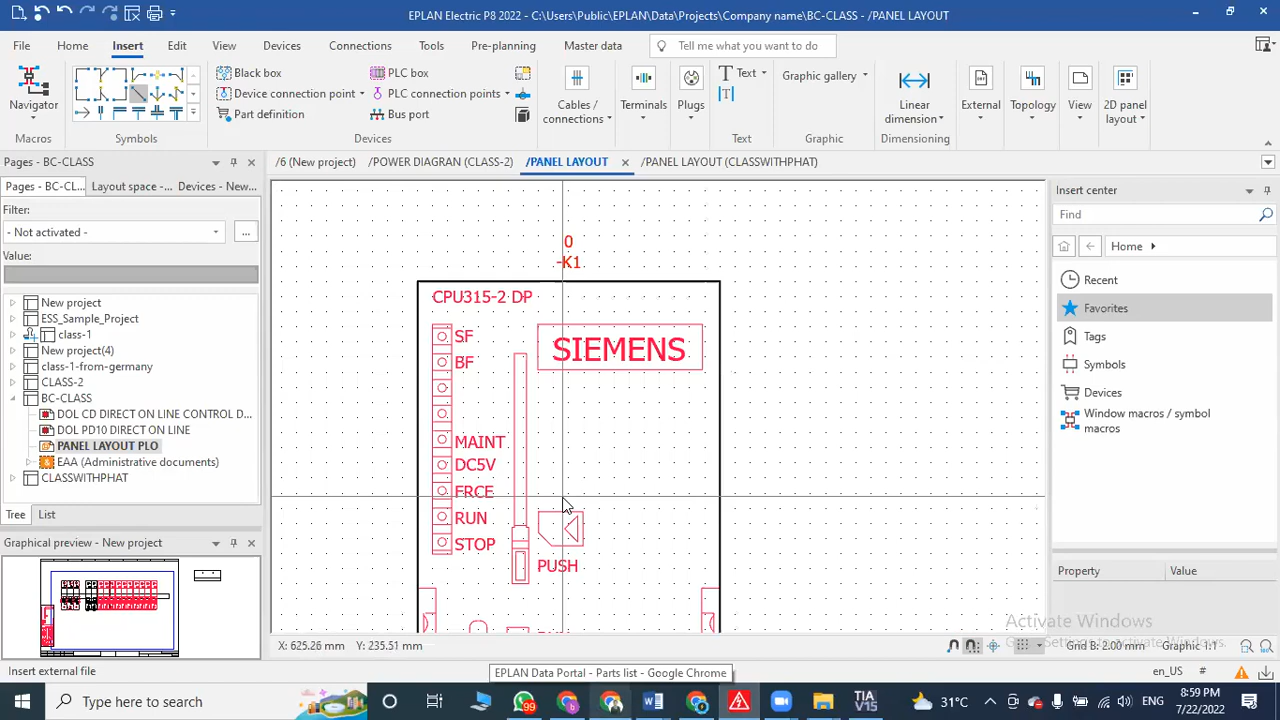 EPLAN Electric P8 2022 - C:\Users\Public\EPLAN\Data\Projects\Company name\BC-CLASS - /PANEL LAYOUT
File Home Insert Edit View Devices Connections Tools Pre-planning Master data Tell me what you want to do
Navigator
Macros
Symbols
Black box
Device connection point
Part definition
PLC box
PLC connection points
Bus port
Devices
Cables / connections
Terminals
Plugs
Text
Text
Graphic gallery
Graphic
Linear dimension
Dimensioning
External
Topology
View
2D panel layout
Pages - BC-CLASS
/6 (New project) /POWER DIAGRAN (CLASS-2) /PANEL LAYOUT /PANEL LAYOUT (CLASSWITHPHAT)
Pages - BC-CL... Layout space -... Devices - New...
Filter:
- Not activated -
...
Value:
New project
ESS_Sample_Project
class-1
New project(4)
class-1-from-germany
CLASS-2
BC-CLASS
DOL CD DIRECT ON LINE CONTROL D...
DOL PD10 DIRECT ON LINE
PANEL LAYOUT PLO
EAA (Administrative documents)
CLASSWITHPHAT
Tree List
Graphical preview - New project
0
-K1
CPU315-2 DP
SIEMENS
SF
BF
MAINT
DC5V
FRCE
RUN
STOP
PUSH
Insert center
Find
Home
Recent
Favorites
Tags
Symbols
Devices
Window macros / symbol macros
Property Value
Activate Windows
Go to Settings to activate Windows.
X: 625.26 mm Y: 235.51 mm
Grid B: 2.00 mm Graphic 1:1
Insert external file
EPLAN Data Portal - Parts list - Google Chrome
en_US #
Type here to search
99
TIA V15
31°C
ENG
8:59 PM
7/22/2022